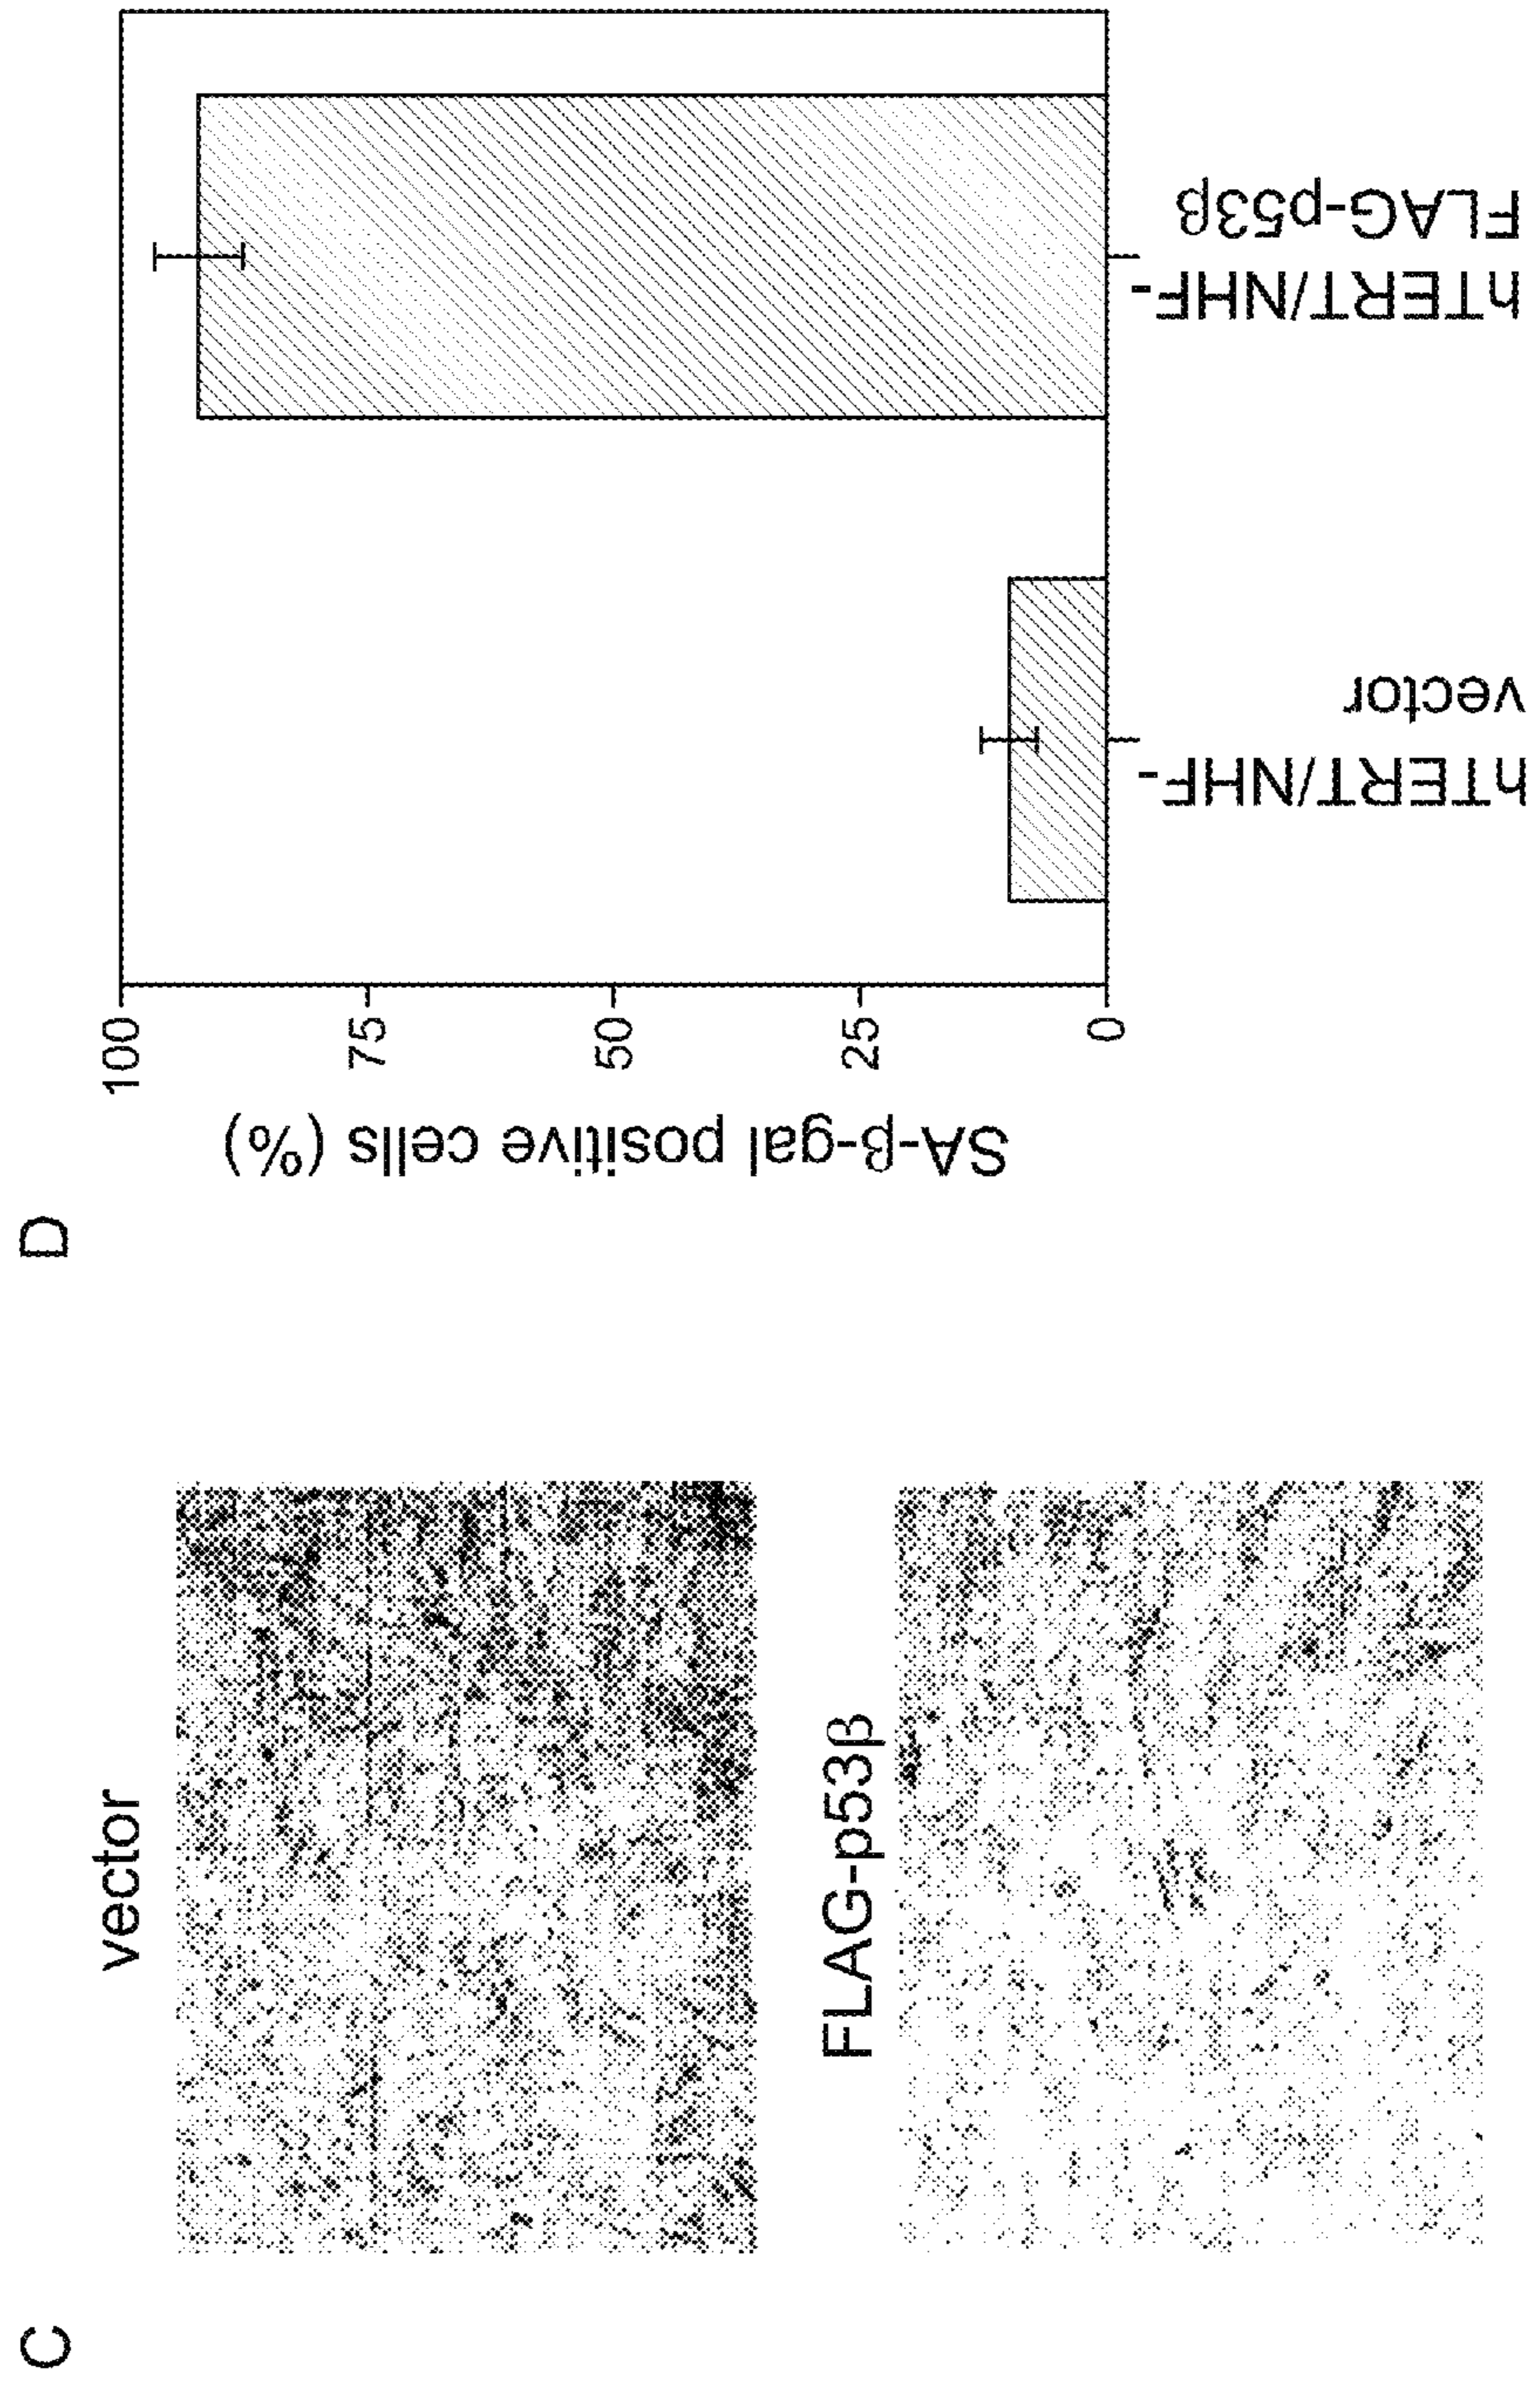 C
vector
FLAG-p53β
D
SA-β-gal positive cells (%)
100
75
50
25
0
hTERT/NHF-
vector
hTERT/NHF-
FLAG-p53β